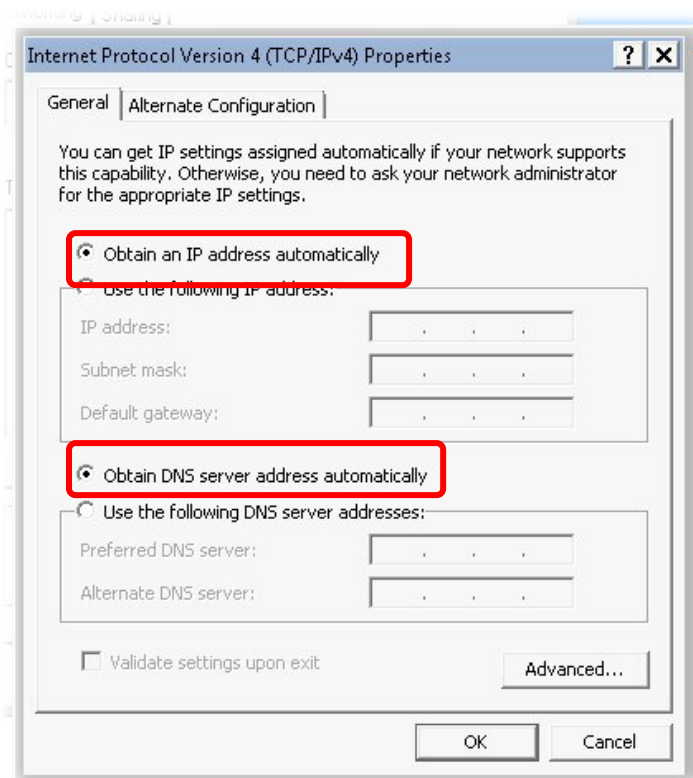 Internet Protocol Version 4 (TCP/IPv4) Properties
General
Alternate Configuration
You can get IP settings assigned automatically if your network supports
this capability. Otherwise, you need to ask your network administrator
for the appropriate IP settings.
Obtain an IP address automatically
Use the following IP address:
IP address:
Subnet mask:
Default gateway:
Obtain DNS server address automatically
Use the following DNS server addresses:
Preferred DNS server:
Alternate DNS server:
Validate settings upon exit
Advanced...
OK
Cancel